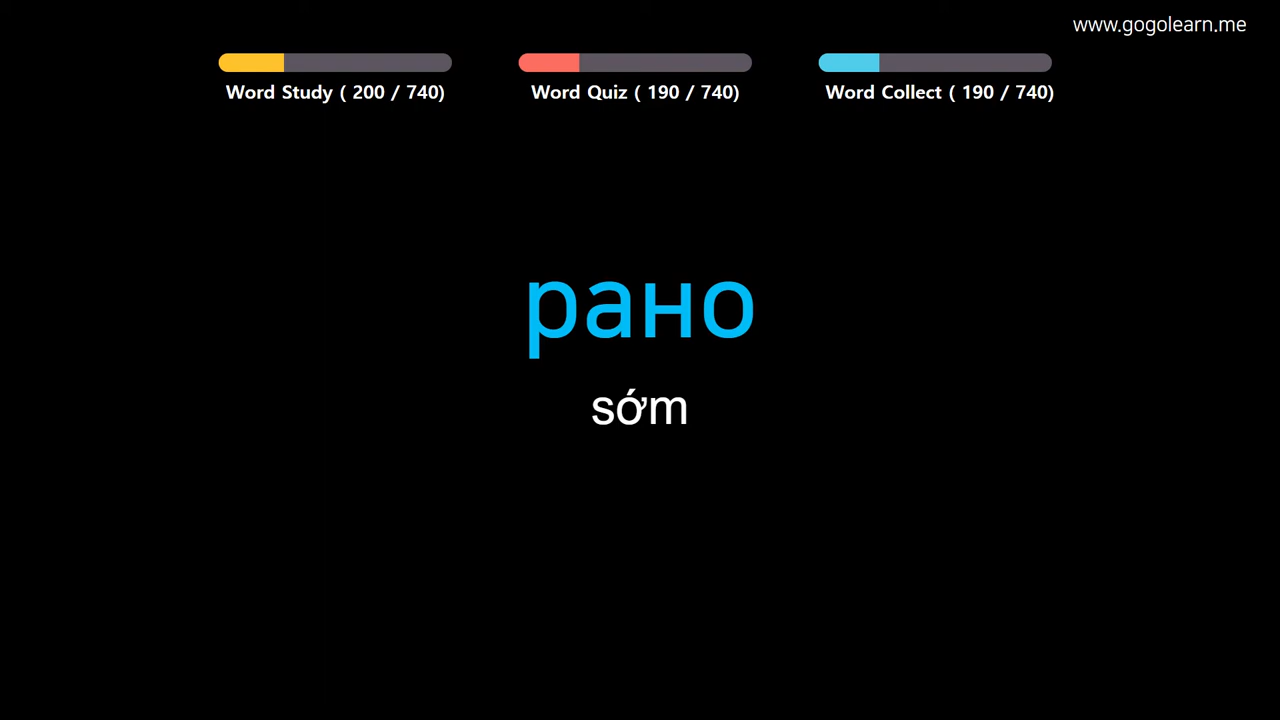 www.gogolearn.me
Word Study ( 200 / 740)
Word Quiz ( 190 / 740)
Word Collect ( 190 / 740)
рано
sớm